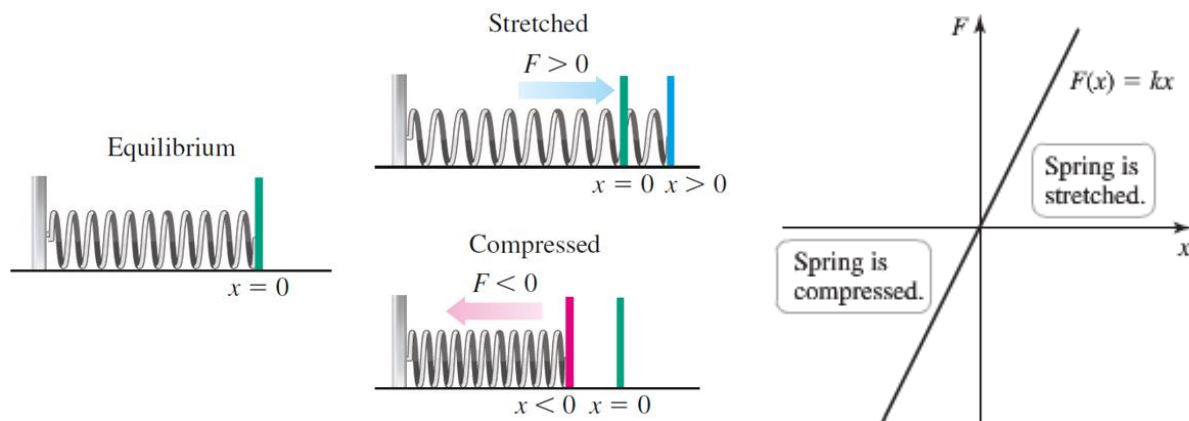 Equilibrium
x = 0
Stretched
F > 0
x = 0 x > 0
Compressed
F < 0
x < 0 x = 0
F
F(x) = kx
Spring is
stretched.
x
Spring is
compressed.